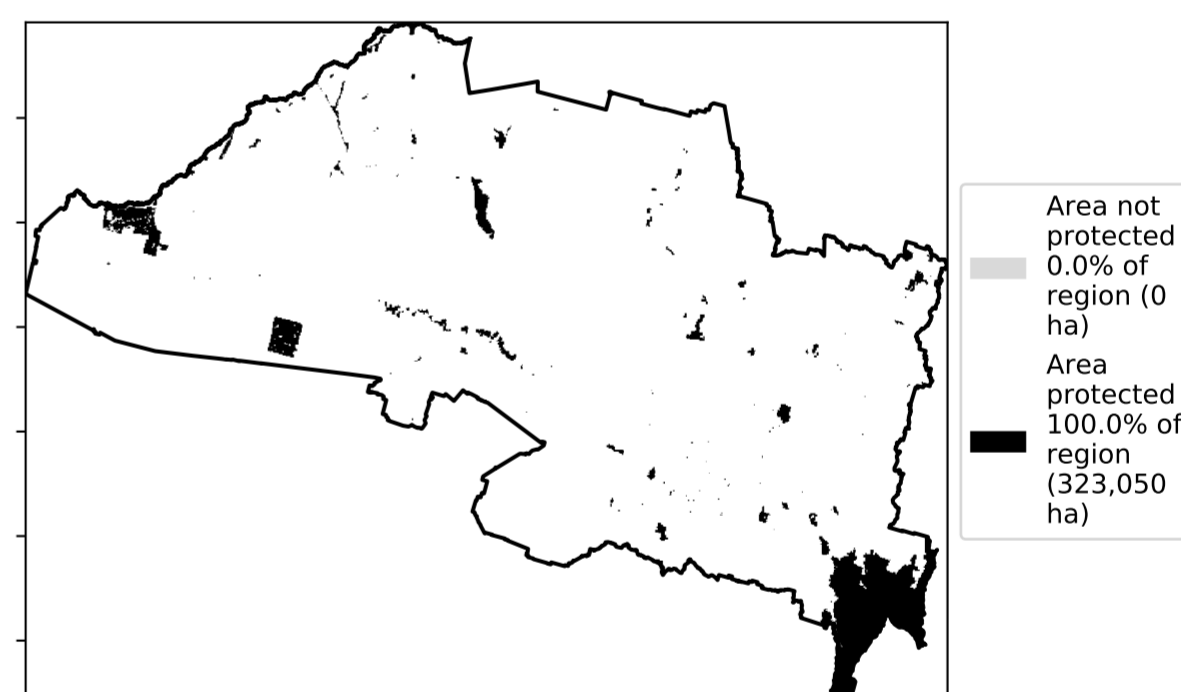 Area not
protected
0.0% of
region (0
ha)
Area
protected
100.0% of
region
(323,050
ha)